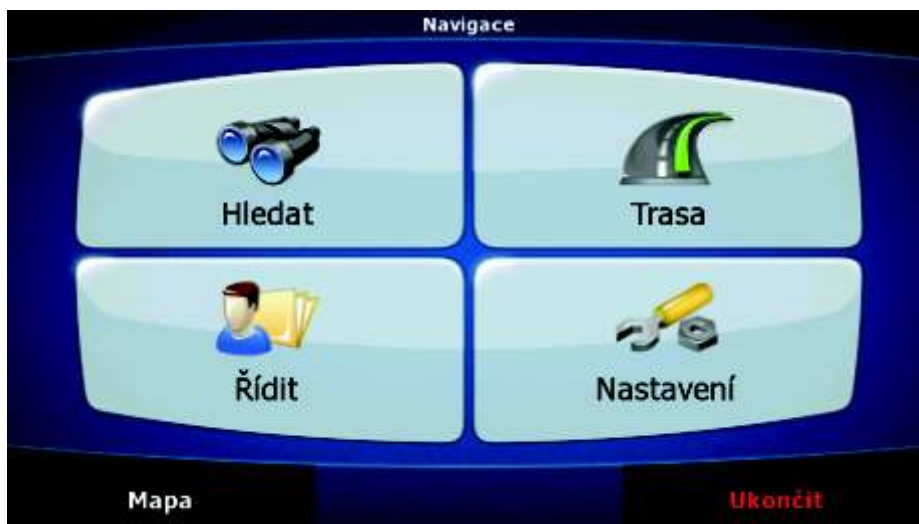 Navigace
Hledat
Trasa
Řídit
Nastavení
Mapa
Ukončit